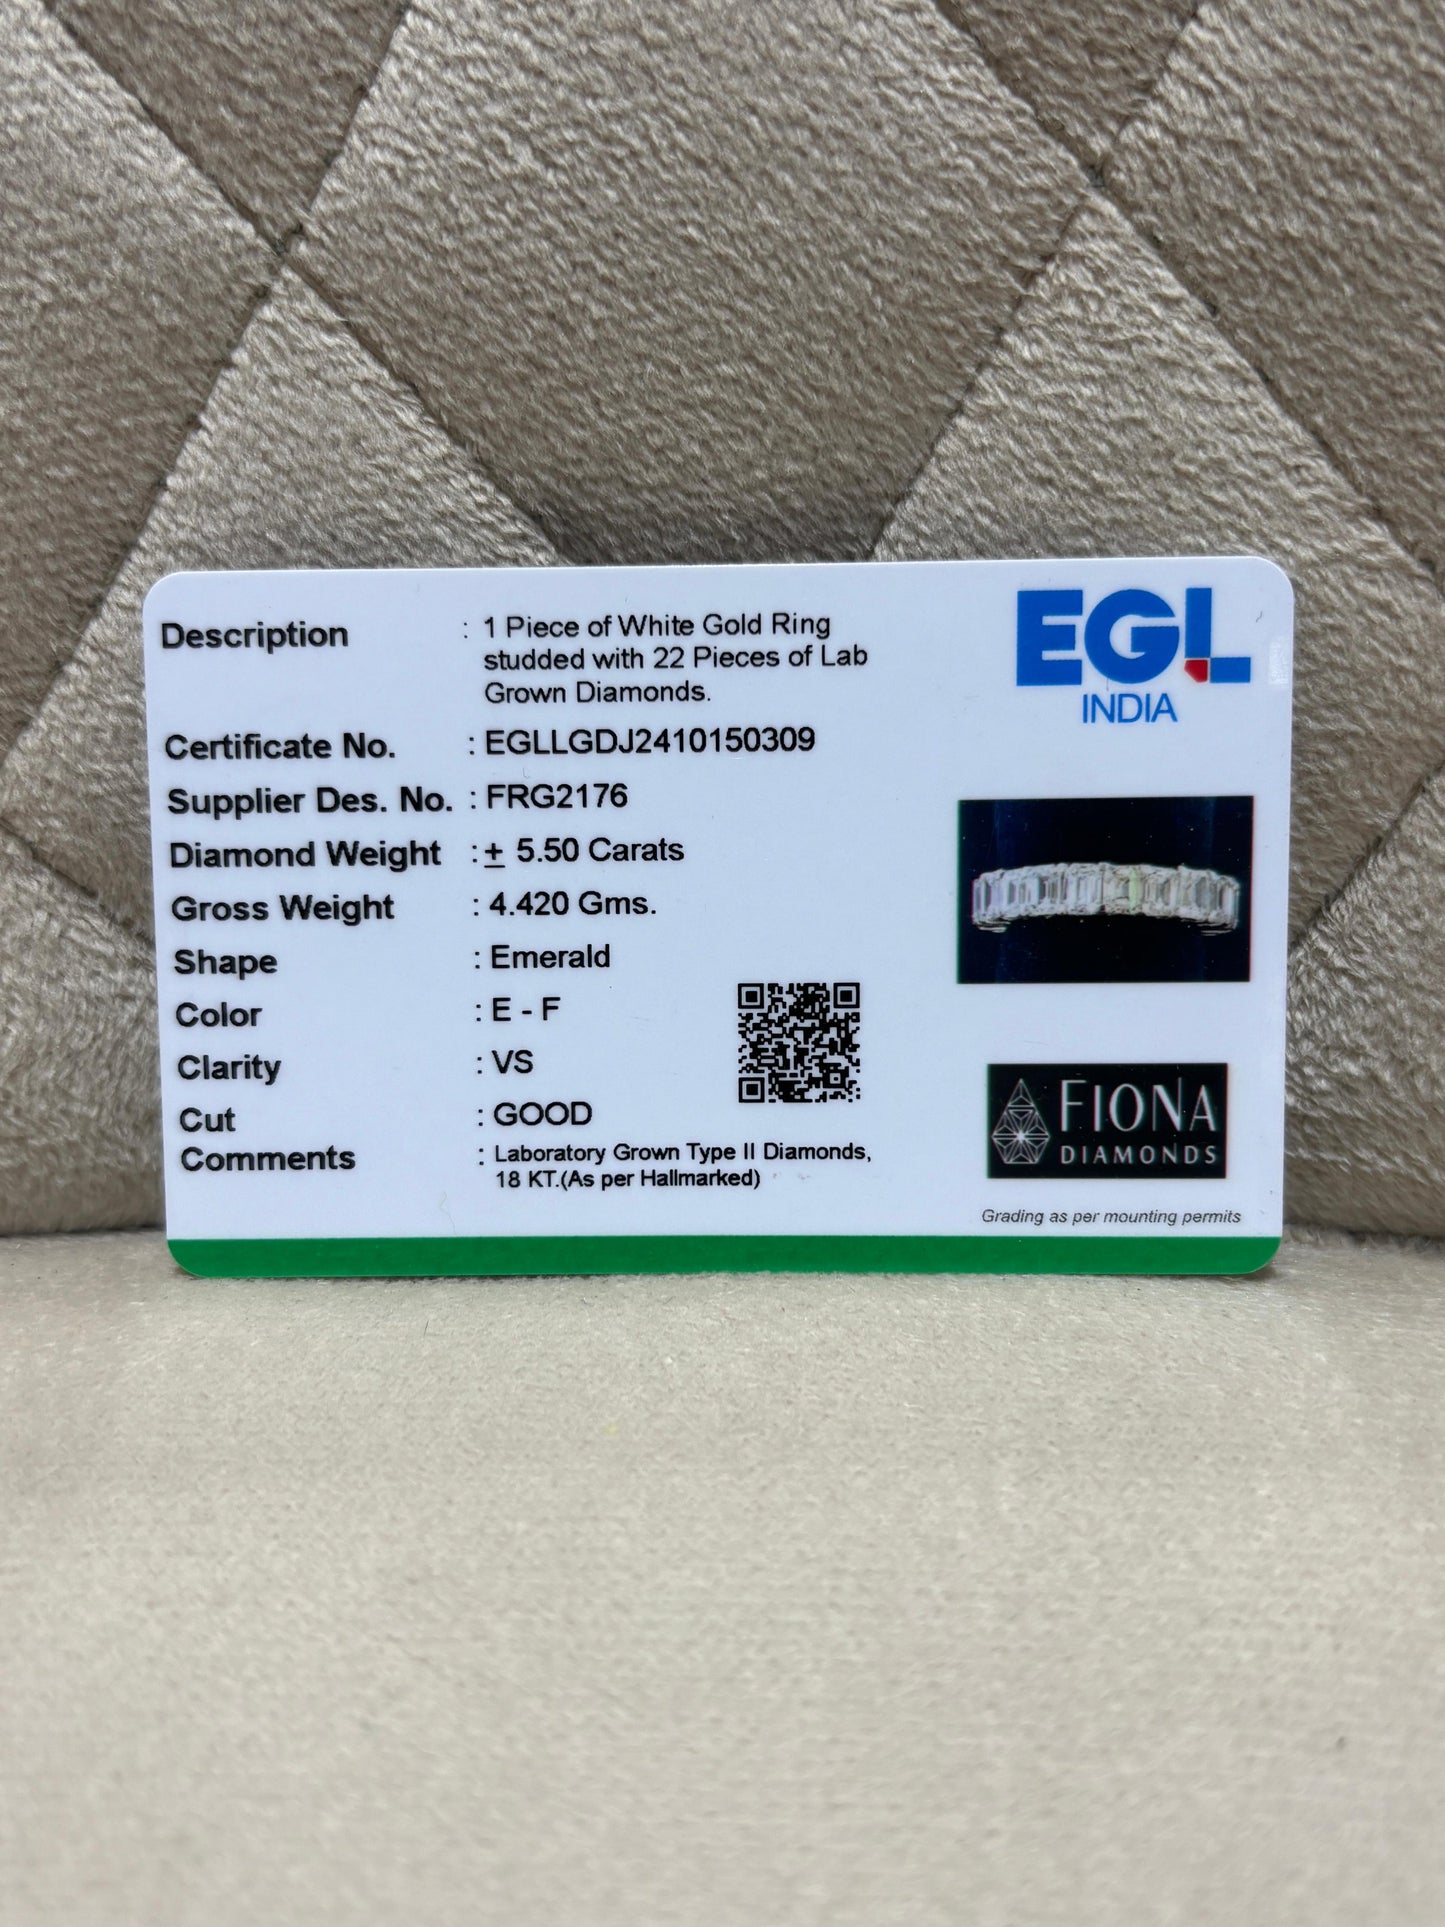 Description : 1 Piece of White Gold Ring
studded with 22 Pieces of Lab
Grown Diamonds.
EGL
INDIA
Certificate No. : EGLLGDJ2410150309
Supplier Des. No. : FRG2176
Diamond Weight : ± 5.50 Carats
Gross Weight : 4.420 Gms.
Shape : Emerald
Color : E - F
Clarity : VS
Cut : GOOD
Comments : Laboratory Grown Type II Diamonds,
18 KT.(As per Hallmarked)
FIONA
DIAMONDS
Grading as per mounting permits